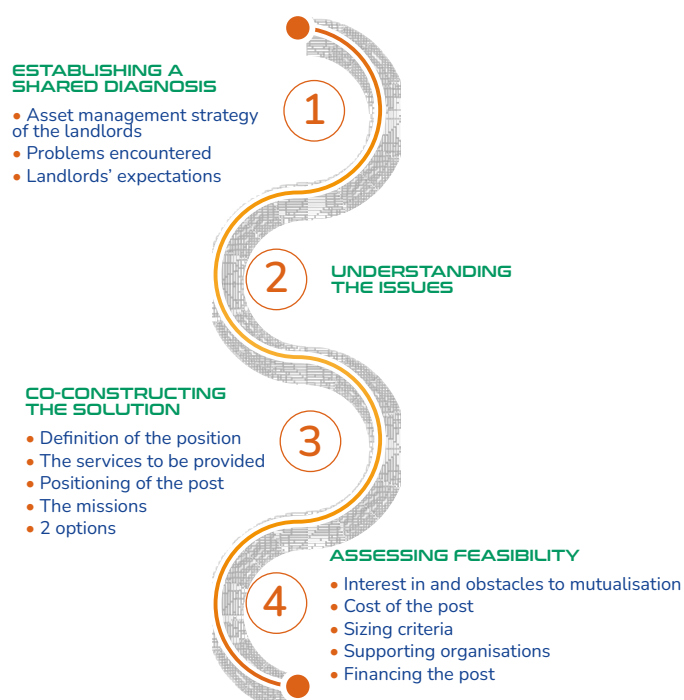 ESTABLISHING A
SHARED DIAGNOSIS
• Asset management strategy
of the landlords
• Problems encountered
• Landlords' expectations
1
2
UNDERSTANDING
THE ISSUES
CO-CONSTRUCTING
THE SOLUTION
• Definition of the position
• The services to be provided
• Positioning of the post
• The missions
• 2 options
3
4
ASSESSING FEASIBILITY
• Interest in and obstacles to mutualisation
• Cost of the post
• Sizing criteria
• Supporting organisations
• Financing the post